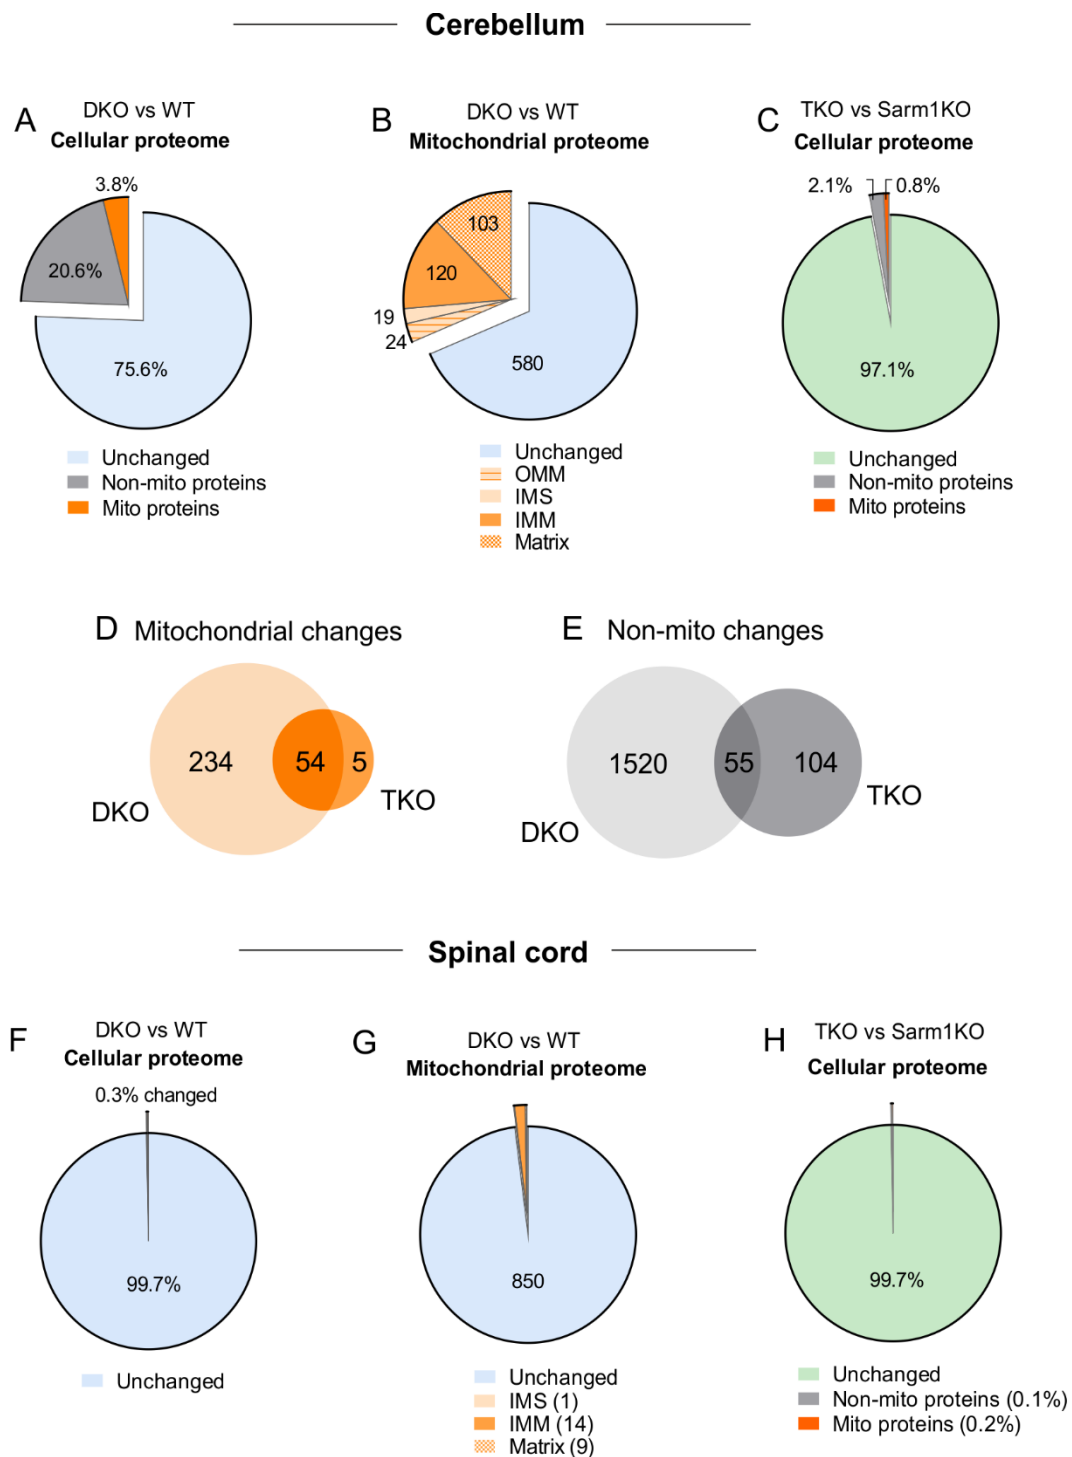 Cerebellum
A
DKO vs WT
Cellular proteome
3.8%
20.6%
75.6%
Unchanged
Non-mito proteins
Mito proteins
B
DKO vs WT
Mitochondrial proteome
103
120
19
24
580
Unchanged
OMM
IMS
IMM
Matrix
C
TKO vs Sarm1KO
Cellular proteome
2.1%
0.8%
97.1%
Unchanged
Non-mito proteins
Mito proteins
D Mitochondrial changes
234
54
5
DKO
TKO
E Non-mito changes
1520
55
104
DKO
TKO
Spinal cord
F
DKO vs WT
Cellular proteome
0.3% changed
99.7%
Unchanged
G
DKO vs WT
Mitochondrial proteome
850
Unchanged
IMS (1)
IMM (14)
Matrix (9)
H
TKO vs Sarm1KO
Cellular proteome
99.7%
Unchanged
Non-mito proteins (0.1%)
Mito proteins (0.2%)